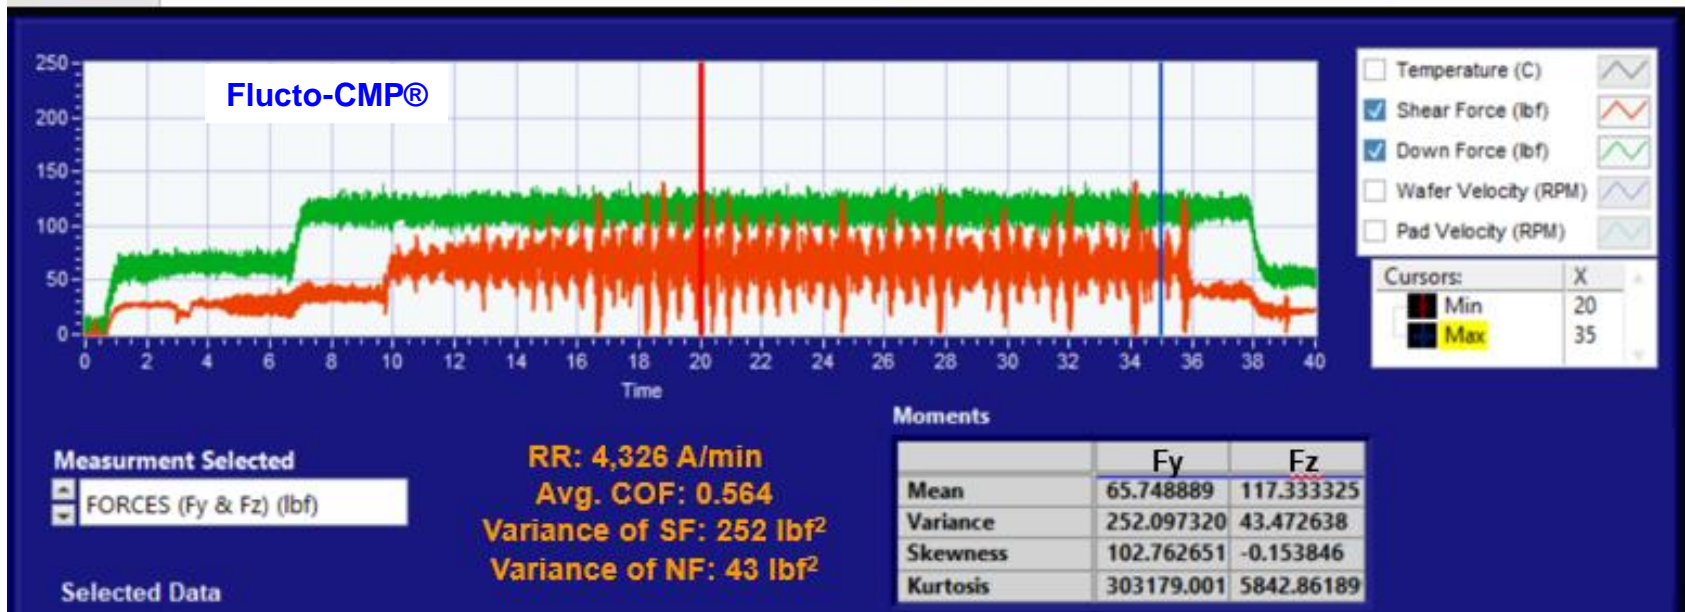 Flucto-CMP®
250
200
150
100
50
0
0 2 4 6 8 10 12 14 16 18 20 22 24 26 28 30 32 34 36 38 40
Time
Temperature (C)
Shear Force (lbf)
Down Force (lbf)
Wafer Velocity (RPM)
Pad Velocity (RPM)
Cursors: X
Min 20
Max 35
Measurment Selected
FORCES (Fy & Fz) (lbf)
Selected Data
RR: 4,326 A/min
Avg. COF: 0.564
Variance of SF: 252 lbf²
Variance of NF: 43 lbf²
Moments
Fy Fz
Mean 65.748889 117.333325
Variance 252.097320 43.472638
Skewness 102.762651 -0.153846
Kurtosis 303179.001 5842.86189